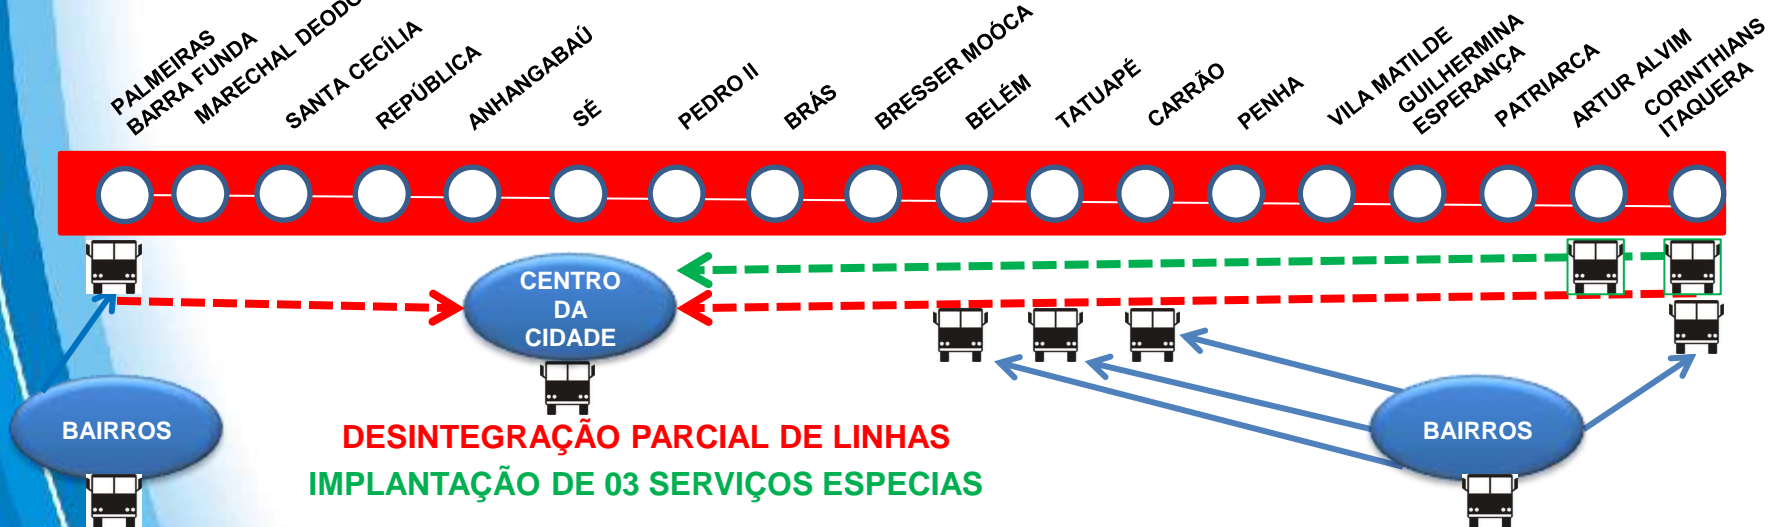 PALMEIRAS
BARRA FUNDA
MARECHAL
SANTA CECÍLIA
REPÚBLICA
ANHANGABAÚ
SÉ
PEDRO II
BRÁS
BRESSER MOÓCA
BELÉM
TATUAPÉ
CARRÃO
PENHA
VILA MATILDE
GUILHERMINA
ESPERANÇA
PATRIARCA
ARTUR ALVIM
CORINTHIANS
ITAQUERA
CENTRO
DA
CIDADE
BAIRROS
BAIRROS
DESINTEGRAÇÃO PARCIAL DE LINHAS
IMPLANTAÇÃO DE 03 SERVIÇOS ESPECIAS